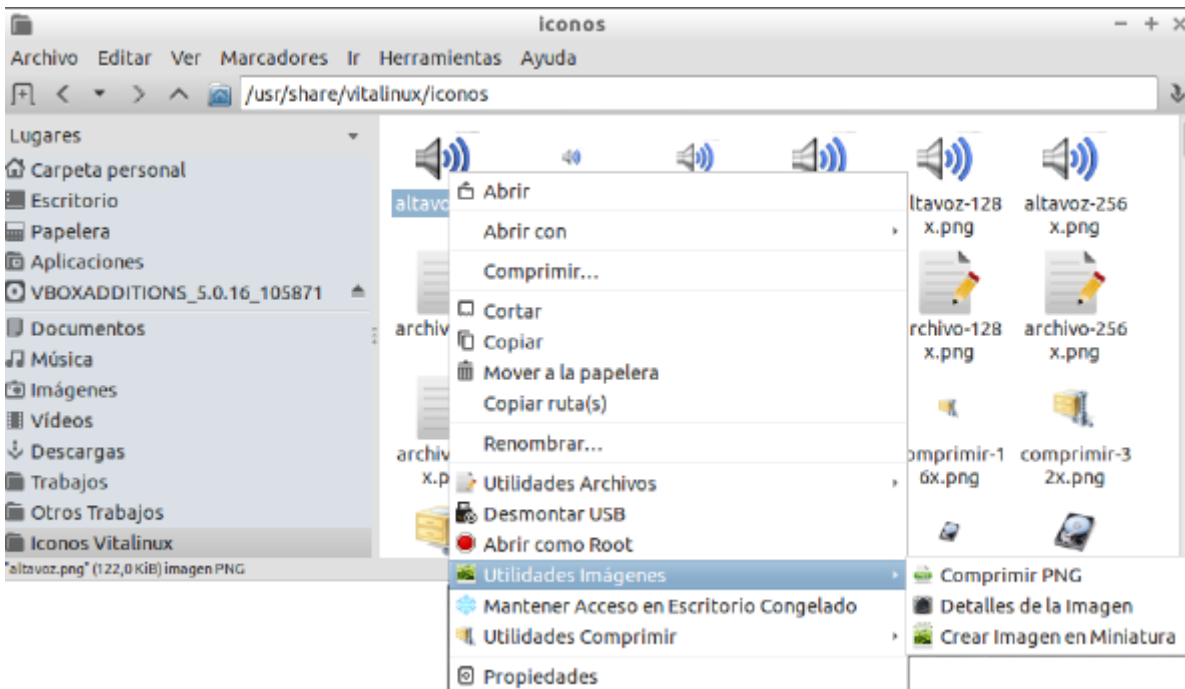 iconos
Archivo Editar Ver Marcadores Ir Herramientas Ayuda
/usr/share/vitalinux/iconos
Lugares
Carpeta personal
Escritorio
Papelera
Aplicaciones
VBOXADDITIONS_5.0.16_105871
Documentos
Música
Imágenes
Vídeos
Descargas
Trabajos
Otros Trabajos
Iconos Vitalinux
"altavoz.png" (122,0 KiB) imagen PNG
altavo
ltavoz-128
x.png
altavoz-256
x.png
archiv
rchivo-128
x.png
archivo-256
x.png
archiv
x.p
omprimir-1
6x.png
comprimir-3
2x.png
Abrir
Abrir con
Comprimir...
Cortar
Copiar
Mover a la papelera
Copiar ruta(s)
Renombrar...
Utilidades Archivos
Desmontar USB
Abrir como Root
Utilidades Imágenes
Mantener Acceso en Escritorio Congelado
Utilidades Comprimir
Propiedades
Comprimir PNG
Detalles de la Imagen
Crear Imagen en Miniatura